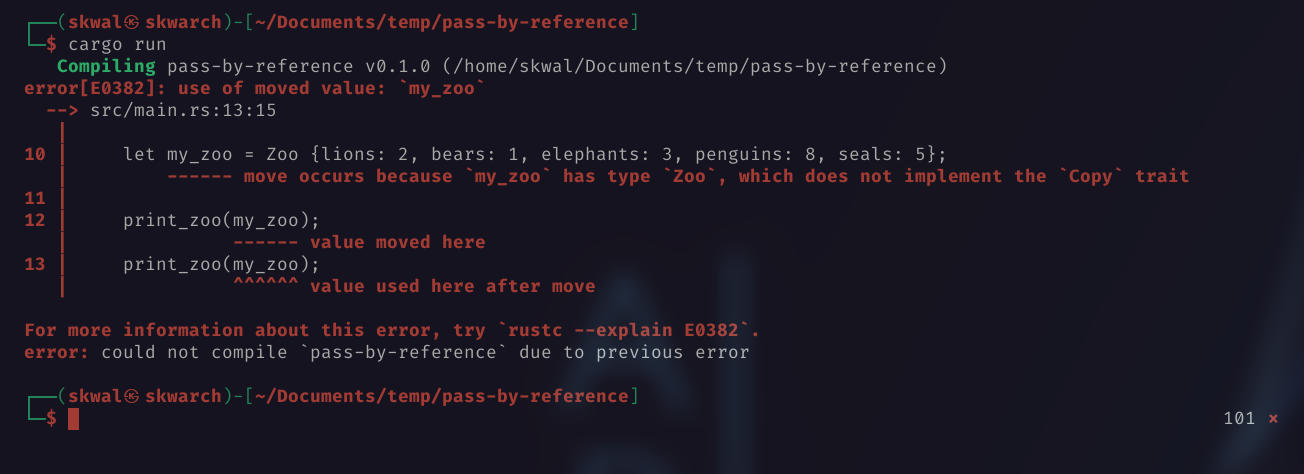 ┌──(skwal㉿skwarch)-[~/Documents/temp/pass-by-reference]
└─$ cargo run
   Compiling pass-by-reference v0.1.0 (/home/skwal/Documents/temp/pass-by-reference)
error[E0382]: use of moved value: `my_zoo`
  --> src/main.rs:13:15
   |
10 |     let my_zoo = Zoo {lions: 2, bears: 1, elephants: 3, penguins: 8, seals: 5};
   |         ------ move occurs because `my_zoo` has type `Zoo`, which does not implement the `Copy` trait
11 |
12 |     print_zoo(my_zoo);
   |               ------ value moved here
13 |     print_zoo(my_zoo);
   |               ^^^^^^ value used here after move

For more information about this error, try `rustc --explain E0382`.
error: could not compile `pass-by-reference` due to previous error

┌──(skwal㉿skwarch)-[~/Documents/temp/pass-by-reference]
└─$ 101 ⨯